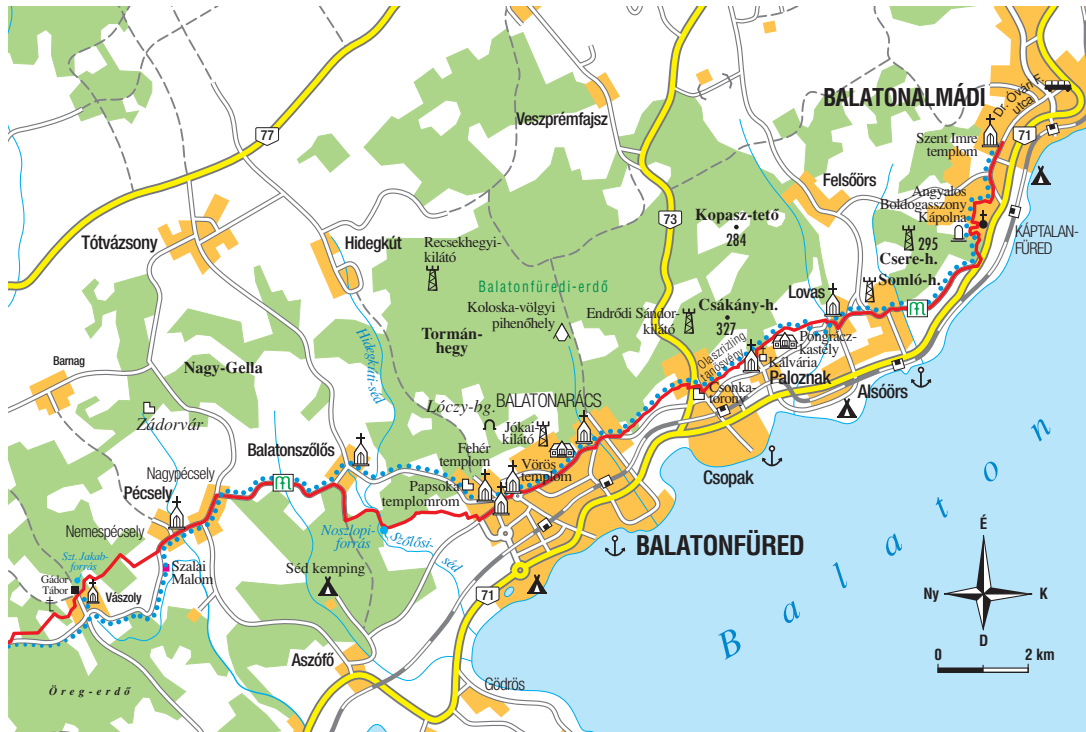 BALATONALMÁDI
Dr. Óvári F.
utca
71
Szent Imre
templom
Veszprémfajsz
77
Felsőörs
Angyalos
Boldogasszony
Kápolna
KÁPTALAN-
FÜRED
73
Kopasz-tető
284
295
Csere-h.
Tótvázsony
Hidegkút
Recsekhegyi-
kilátó
Somló-h.
Balatonfüredi-erdő
Koloska-völgyi
pihenőhely
Endrődi Sándor-
kilátó
Csákány-h.
327
Lovas
Hidegkúti-séd
Tormán-
hegy
Olaszrizling
tanösvény
Pongrácz-
kastély
Kálvária
Paloznak
Alsóörs
Barnag
Nagy-Gella
Zádorvár
Lóczy-bg.
BALATONARÁCS
Jókai-
kilátó
Csonka-
torony
Csopak
Balatonszőlős
Fehér
templom
Vörös
templom
Nagypécsely
Pécsely
Papsoka
templomrom
Nemespécsely
Noszlopi-
forrás
Szőlősi-
séd
BALATONFÜRED
Balaton
Szt. Jakab-
forrás
Gádor
Tábor
Vászoly
Szalai
Malom
Séd kemping
71
É
Ny
K
D
Aszófő
Gödrös
0
2 km
Öreg-erdő